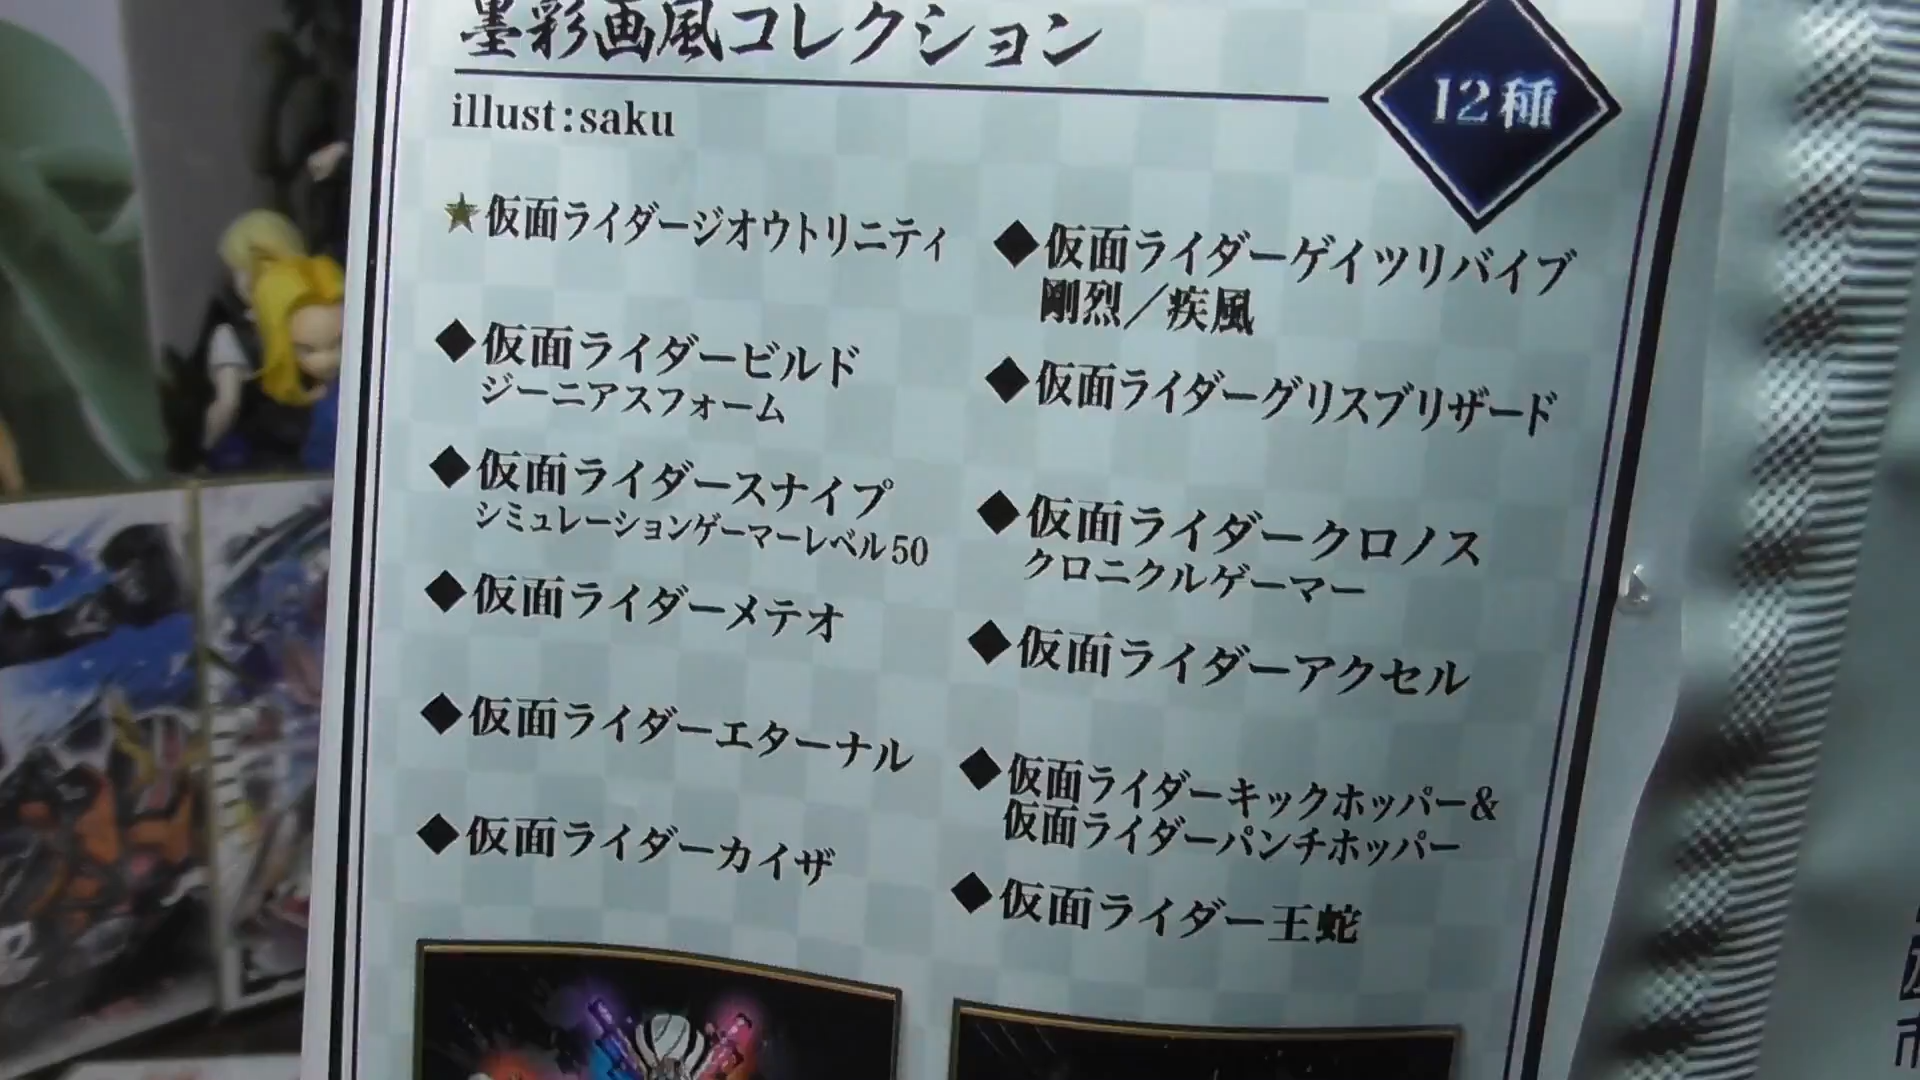 墨彩画風コレクション
12種
illust:saku
★仮面ライダージオウトリニティ
◆仮面ライダーゲイツリバイブ
剛烈／疾風
◆仮面ライダービルド
ジーニアスフォーム
◆仮面ライダーグリスブリザード
◆仮面ライダースナイプ
シミュレーションゲーマーレベル50
◆仮面ライダークロノス
クロニクルゲーマー
◆仮面ライダーメテオ
◆仮面ライダーアクセル
◆仮面ライダーエターナル
◆仮面ライダーキックホッパー&
仮面ライダーパンチホッパー
◆仮面ライダーカイザ
◆仮面ライダー王蛇